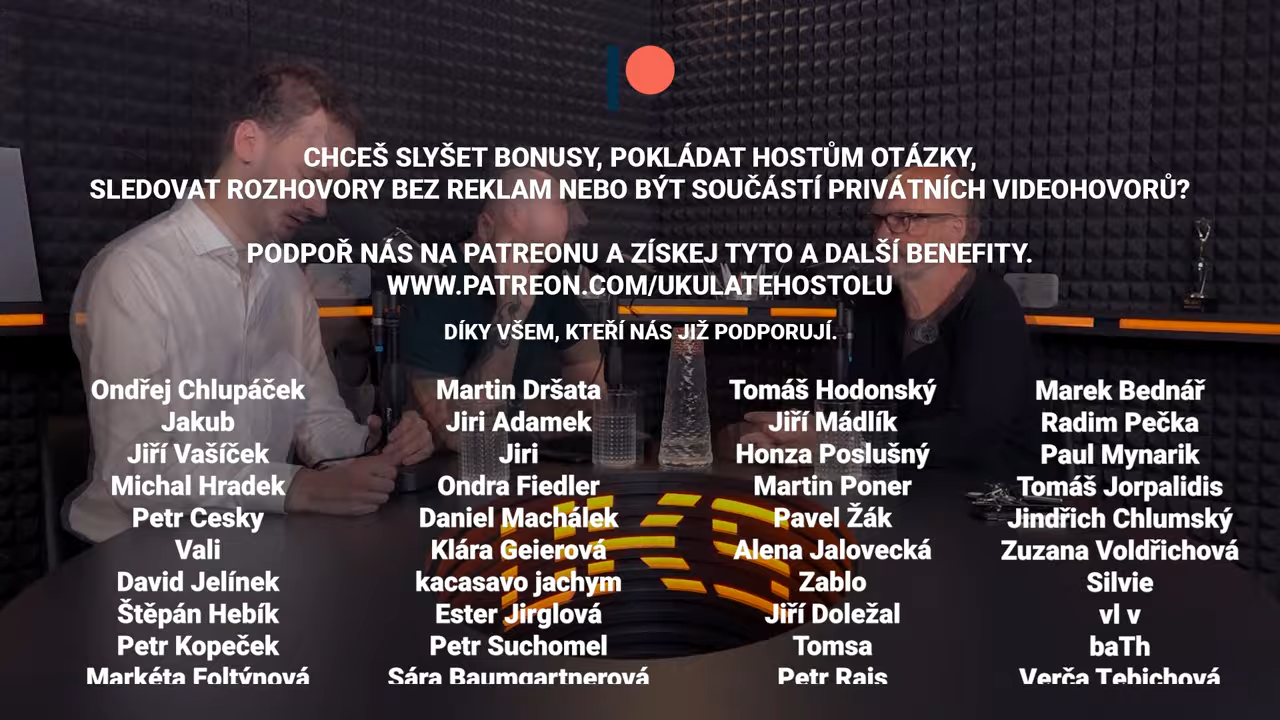 CHCEŠ SLYŠET BONUSY, POKLÁDAT HOSTŮM OTÁZKY,
SLEDOVAT ROZHOVORY BEZ REKLAM NEBO BÝT SOUČÁSTÍ PRIVÁTNÍCH VIDEOHOVORŮ?
PODPOŘ NÁS NA PATREONU A ZÍSKEJ TYTO A DALŠÍ BENEFITY.
WWW.PATREON.COM/UKULATEHOSTOLU
DÍKY VŠEM, KTEŘÍ NÁS JIŽ PODPORUJÍ.
Ondřej Chlupáček
Jakub
Jiří Vašíček
Michal Hradek
Petr Cesky
Vali
David Jelínek
Štěpán Hebík
Petr Kopeček
Markéta Foltýnová
Martin Dršata
Jiri Adamek
Jiri
Ondra Fiedler
Daniel Machálek
Klára Geierová
kacasavo jachym
Ester Jirglová
Petr Suchomel
Sára Baumgartnerová
Tomáš Hodonský
Jiří Mádlík
Honza Poslušný
Martin Poner
Pavel Žák
Alena Jalovecká
Zablo
Jiří Doležal
Tomsa
Petr Rais
Marek Bednář
Radim Pečka
Paul Mynarik
Tomáš Jorpalidis
Jindřich Chlumský
Zuzana Voldřichová
Silvie
vl v
baTh
Verča Tebichová
UKS